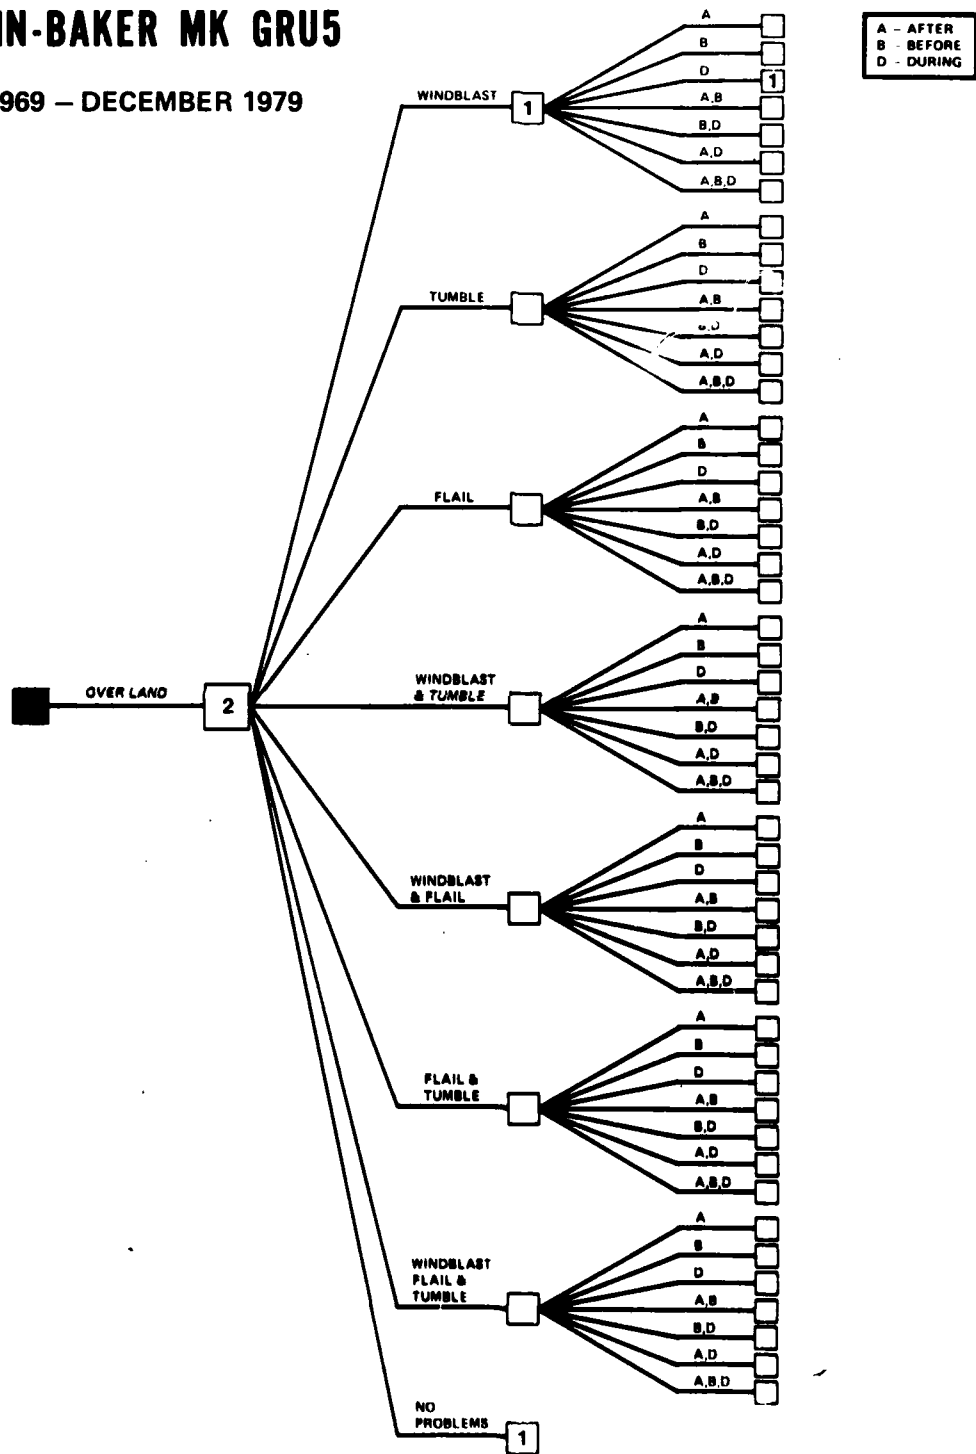 IN-BAKER MK GRU5
969 – DECEMBER 1979
A - AFTER
B - BEFORE
D - DURING
OVER LAND
2
WINDBLAST
1
A
B
D
1
A,B
B,D
A,D
A,B,D
TUMBLE
A
B
D
A,B
A,D
A,B,D
FLAIL
A
B
D
A,B
B,D
A,D
A,B,D
WINDBLAST
& TUMBLE
A
B
D
A,B
B,D
A,D
A,B,D
WINDBLAST
& FLAIL
A
B
D
A,B
B,D
A,D
A,B,D
FLAIL &
TUMBLE
A
B
D
A,B
B,D
A,D
A,B,D
WINDBLAST
FLAIL &
TUMBLE
A
B
D
A,B
B,D
A,D
A,B,D
NO
PROBLEMS
1